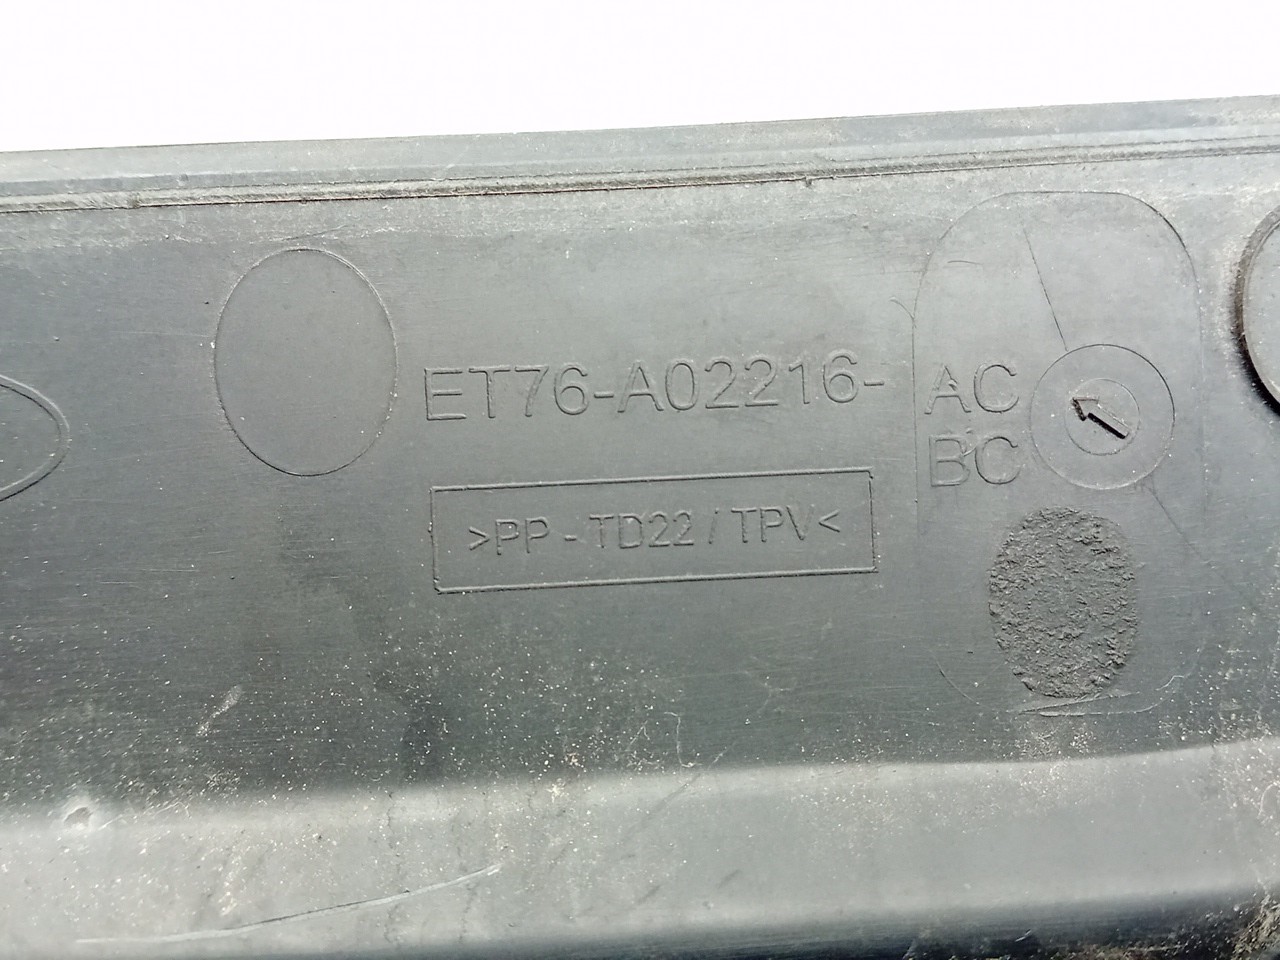 ET76-A02216- AC
BC
>PP-TD22/TPV<